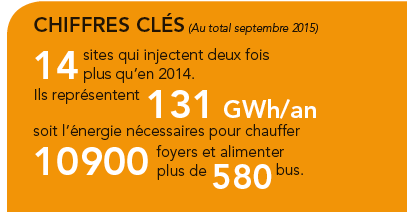 CHIFFRES CLÉS (Au total septembre 2015)
14 sites qui injectent deux fois
plus qu'en 2014.
Ils représentent 131 GWh/an
soit l'énergie nécessaires pour chauffer
10900 foyers et alimenter
plus de 580 bus.